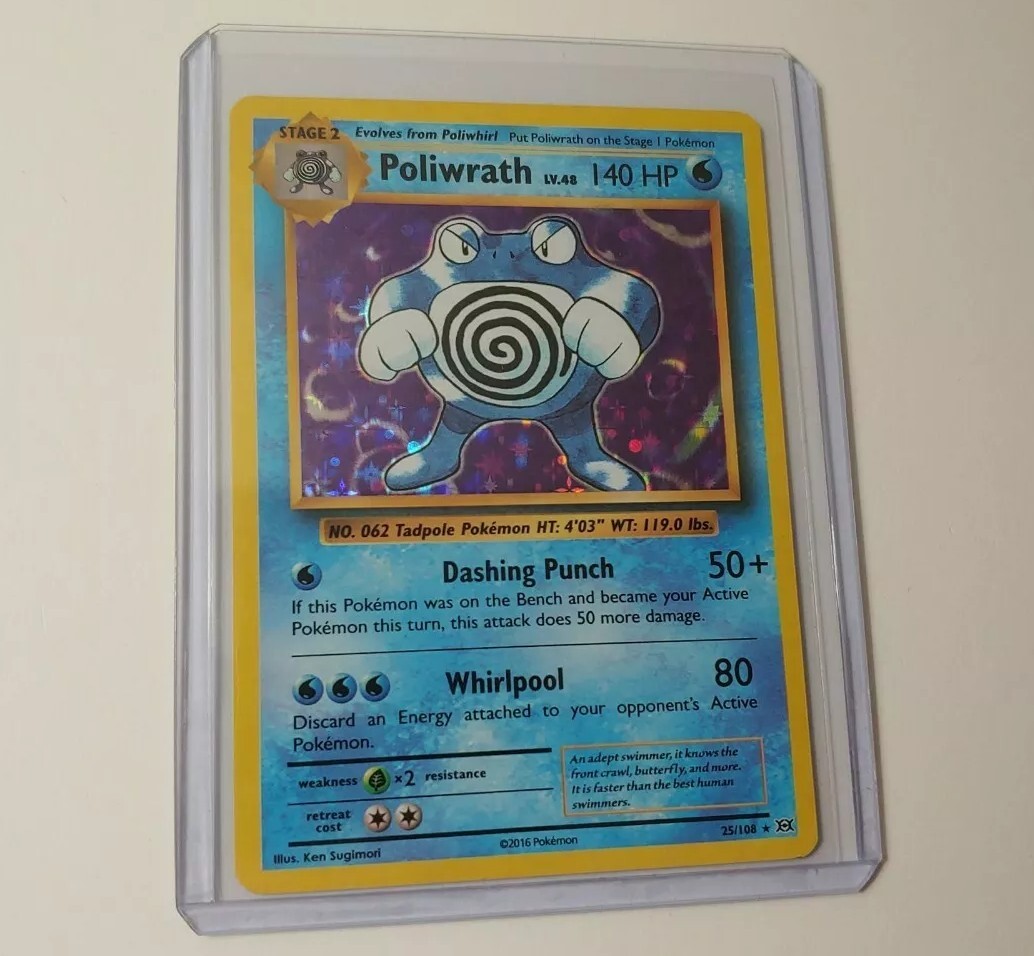 STAGE 2 Evolves from Poliwhirl Put Poliwrath on the Stage 1 Pokémon
Poliwrath LV.48 140 HP
NO. 062 Tadpole Pokémon HT: 4'03" WT: 119.0 lbs.
Dashing Punch 50+
If this Pokémon was on the Bench and became your Active
Pokémon this turn, this attack does 50 more damage.
Whirlpool 80
Discard an Energy attached to your opponent's Active
Pokémon.
weakness ×2 resistance
retreat
cost
An adept swimmer, it knows the
front crawl, butterfly, and more.
It is faster than the best human
swimmers.
Illus. Ken Sugimori
©2016 Pokémon
25/108 ★